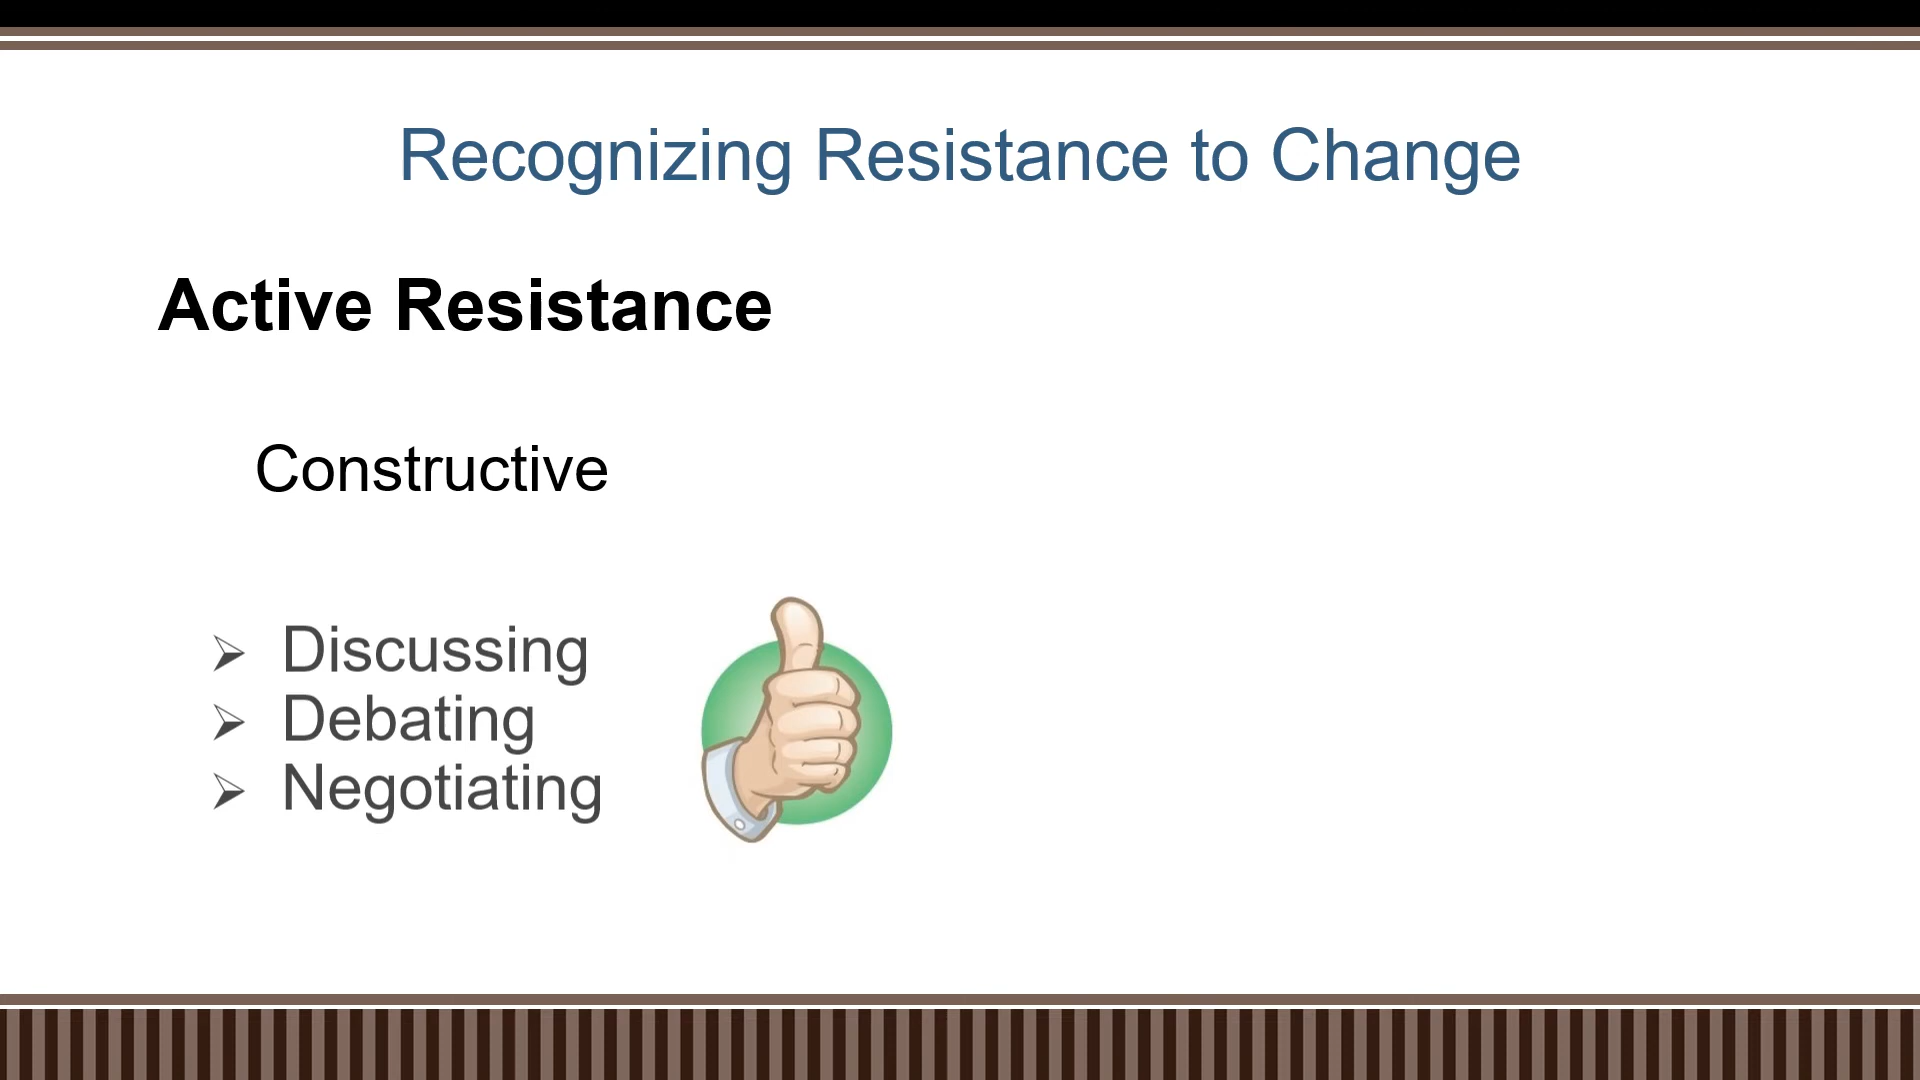 Recognizing Resistance to Change
Active Resistance
Constructive
➢ Discussing
➢ Debating
➢ Negotiating